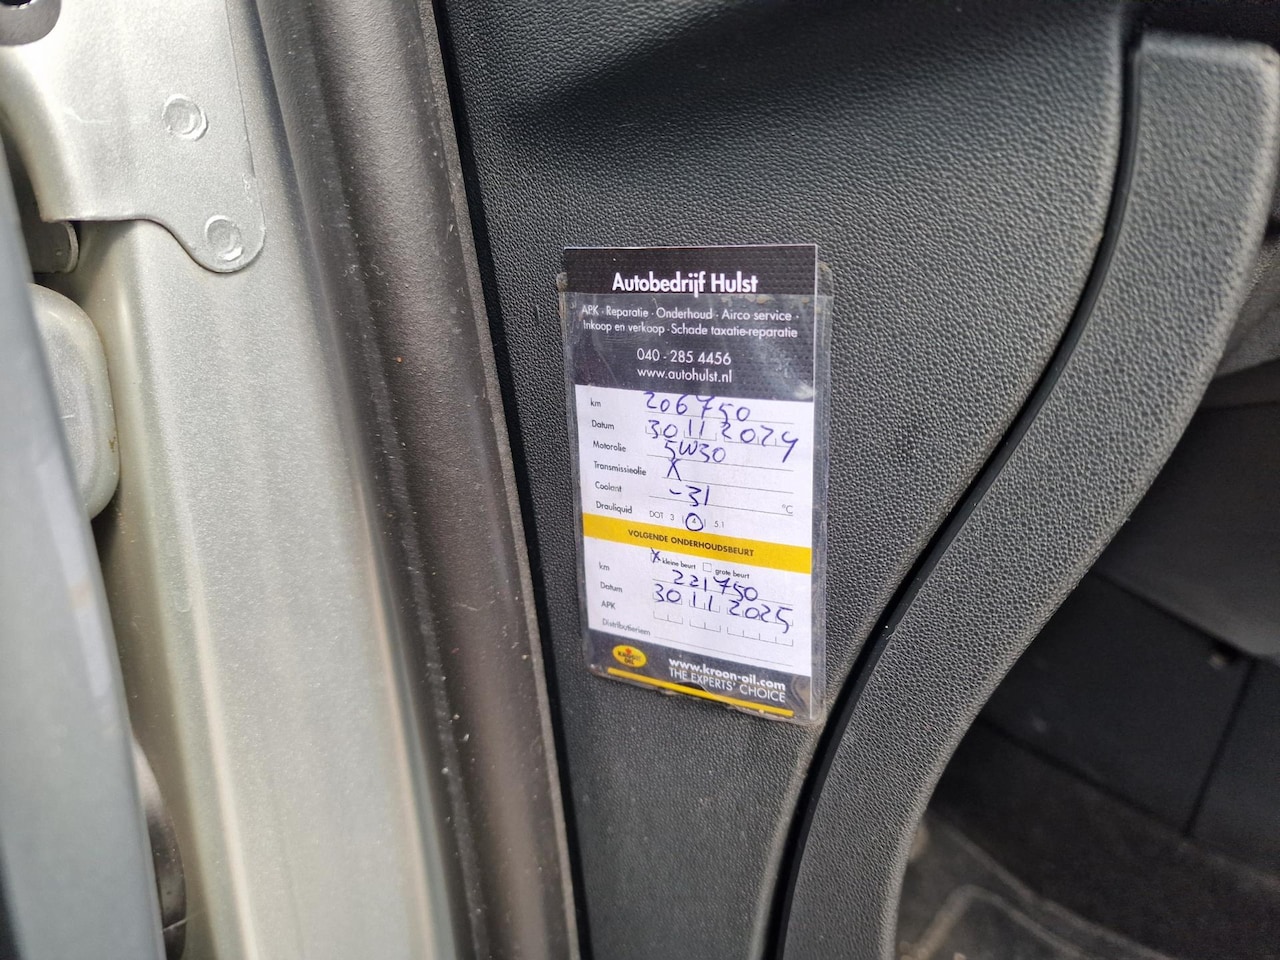 Autobedrijf Hulst
APK · Reparatie · Onderhoud · Airco service ·
Inkoop en verkoop · Schade taxatie-reparatie
040 - 285 4456
www.autohulst.nl
km 206750
Datum 30 11 2024
Motorolie 5W30
Transmissieolie X
Coolant -31 °C
Drauliquid DOT 3 | 4 | 5.1
VOLGENDE ONDERHOUDSBEURT
X kleine beurt grote beurt
km 221750
Datum 30 11 2025
APK
Distributieriem
KROON OIL
www.kroon-oil.com
THE EXPERTS' CHOICE